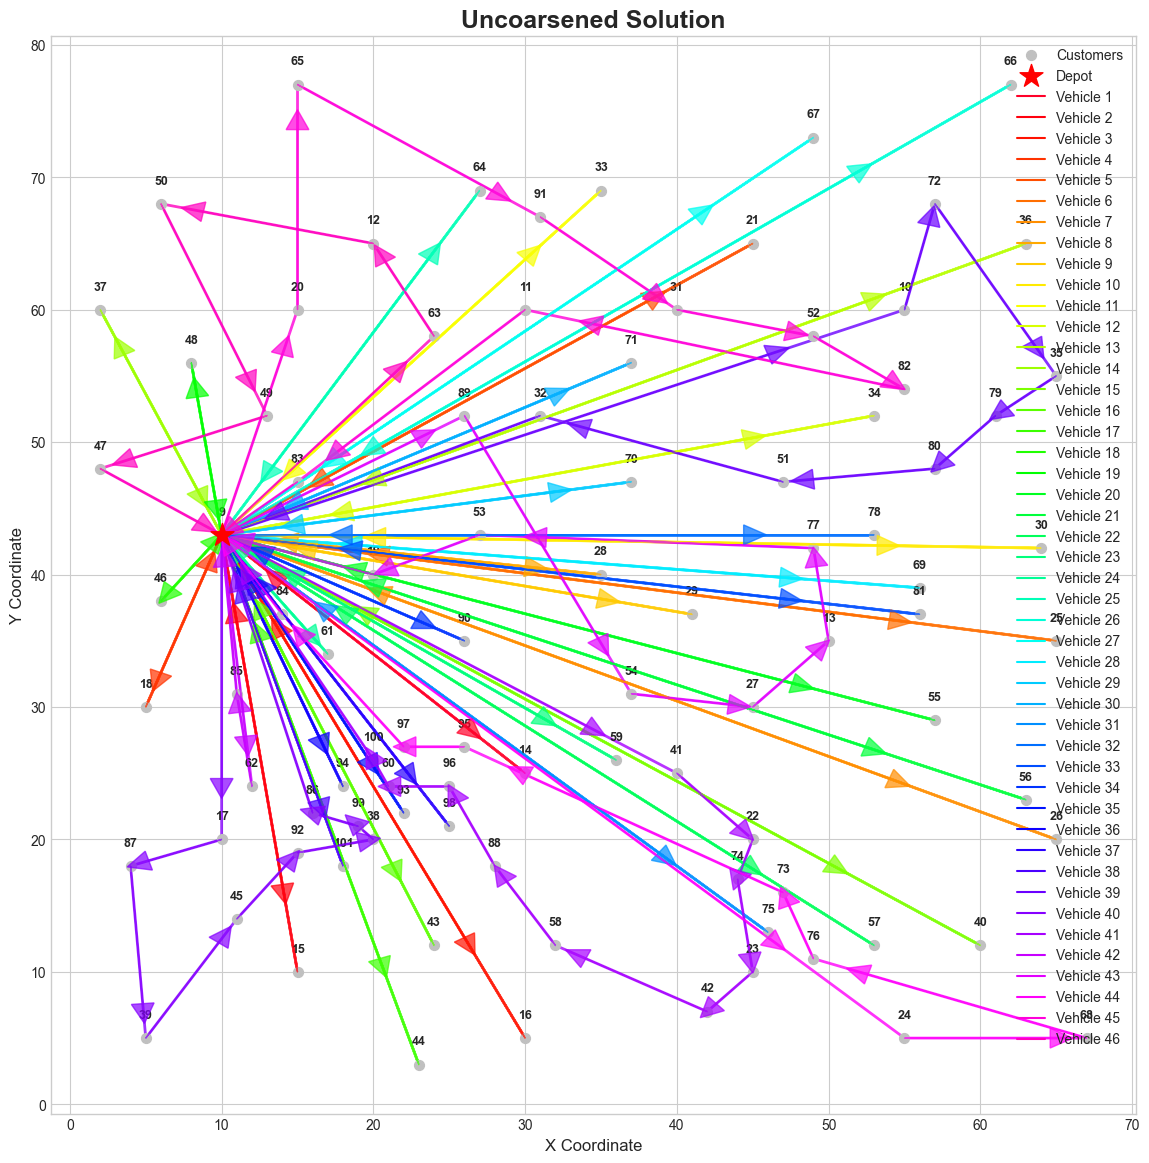 Uncoarsened Solution
Y Coordinate
X Coordinate
80
70
60
50
40
30
20
10
0
0 10 20 30 40 50 60 70
Customers
Depot
Vehicle 1
Vehicle 2
Vehicle 3
Vehicle 4
Vehicle 5
Vehicle 6
Vehicle 7
Vehicle 8
Vehicle 9
Vehicle 10
Vehicle 11
Vehicle 12
Vehicle 13
Vehicle 14
Vehicle 15
Vehicle 16
Vehicle 17
Vehicle 18
Vehicle 19
Vehicle 20
Vehicle 21
Vehicle 22
Vehicle 23
Vehicle 24
Vehicle 25
Vehicle 26
Vehicle 27
Vehicle 28
Vehicle 29
Vehicle 30
Vehicle 31
Vehicle 32
Vehicle 33
Vehicle 34
Vehicle 35
Vehicle 36
Vehicle 37
Vehicle 38
Vehicle 39
Vehicle 40
Vehicle 41
Vehicle 42
Vehicle 43
Vehicle 44
Vehicle 45
Vehicle 46
65
66
67
50
64
33
91
72
12
21
36
37
20
11
31
63
52
48
71
82
35
49
89
32
34
79
47
83
70
51
80
53
78
77
30
28
69
46
84
29
81
90
61
13
25
18
85
54
27
55
97
95
14
59
41
62
94
100
60
96
56
17
86
99
38
93
98
22
26
87
92
101
88
74
73
45
43
58
75
57
40
15
23
76
42
39
16
24
68
44